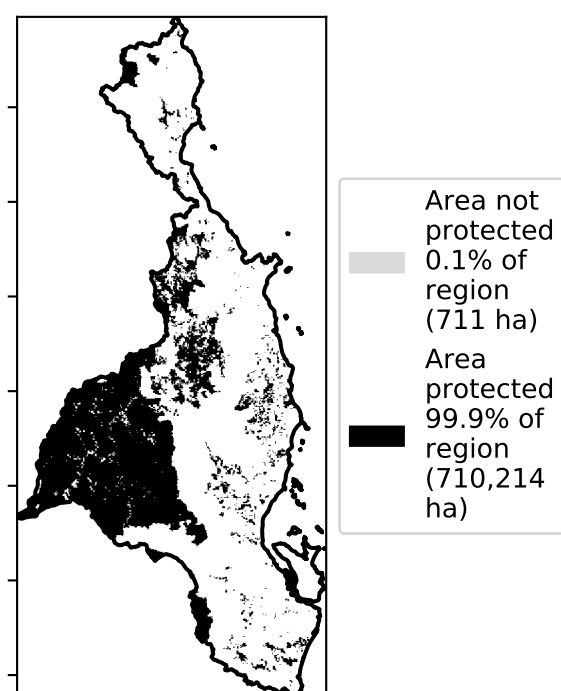 Area not
protected
0.1% of
region
(711 ha)
Area
protected
99.9% of
region
(710,214
ha)